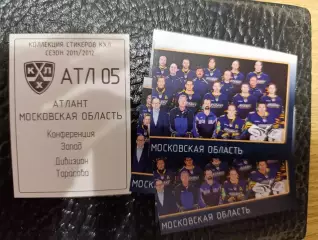 КОЛЛЕКЦИЯ СТИКЕРОВ КХЛ
СЕЗОН 2011/2012
КХЛ
АТЛ 05
АТЛАНТ
МОСКОВСКАЯ ОБЛАСТЬ
Конференция
Запад
Дивизион
Тарасова
МОСКОВСКАЯ ОБЛАСТЬ
МОСКОВСКАЯ ОБЛАСТЬ